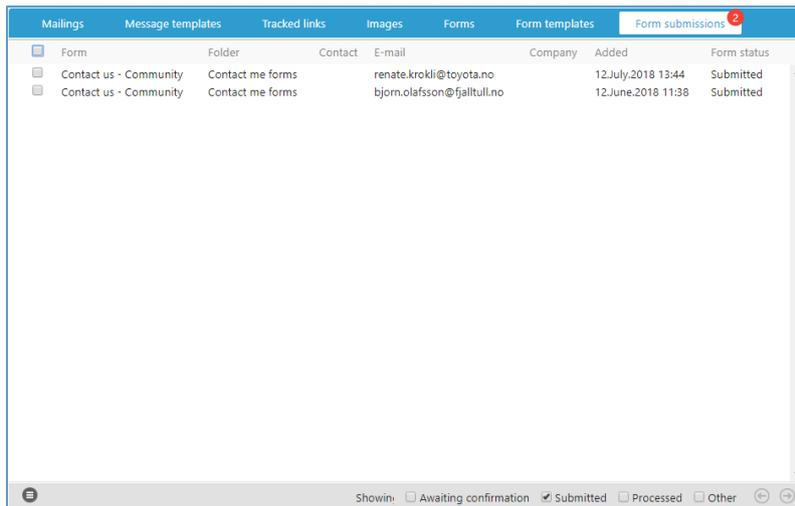 Mailings Message templates Tracked links Images Forms Form templates Form submissions 2
Form Folder Contact E-mail Company Added Form status
Contact us - Community Contact me forms renate.krokli@toyota.no 12.July.2018 13:44 Submitted
Contact us - Community Contact me forms bjorn.olafsson@fjalltull.no 12.June.2018 11:38 Submitted
Showin Awaiting confirmation Submitted Processed Other